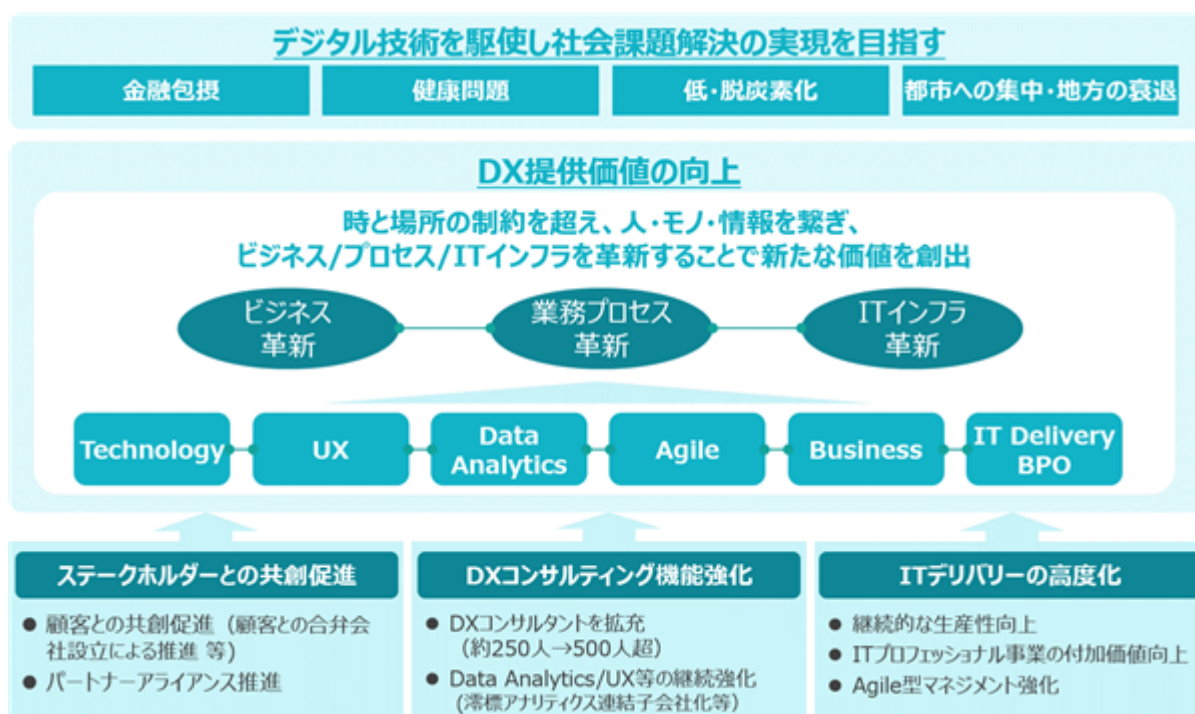 デジタル技術を駆使し社会課題解決の実現を目指す
金融包摂
健康問題
低・脱炭素化
都市への集中・地方の衰退
DX提供価値の向上
時と場所の制約を超え、人・モノ・情報を繋ぎ、
ビジネス/プロセス/ITインフラを革新することで新たな価値を創出
ビジネス
革新
業務プロセス
革新
ITインフラ
革新
Technology
UX
Data
Analytics
Agile
Business
IT Delivery
BPO
ステークホルダーとの共創促進
● 顧客との共創促進（顧客との合弁会
社設立による推進 等）
● パートナーアライアンス推進
DXコンサルティング機能強化
● DXコンサルタントを拡充
（約250人→500人超）
● Data Analytics/UX等の継続強化
（澪標アナリティクス連結子会社化等）
ITデリバリーの高度化
● 継続的な生産性向上
● ITプロフェッショナル事業の付加価値向上
● Agile型マネジメント強化